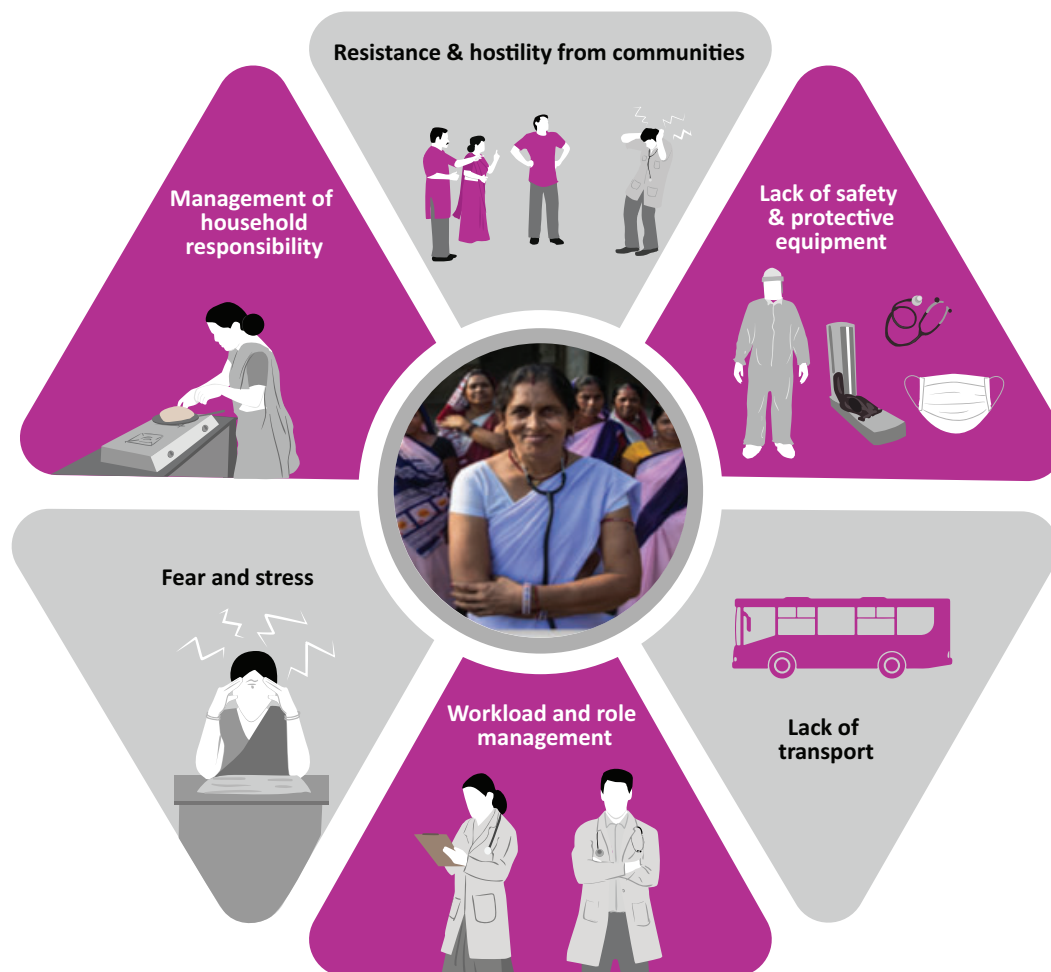 Resistance & hostility from communities
Management of
household
responsibility
Lack of safety
& protective
equipment
Fear and stress
Workload and role
management
Lack of
transport